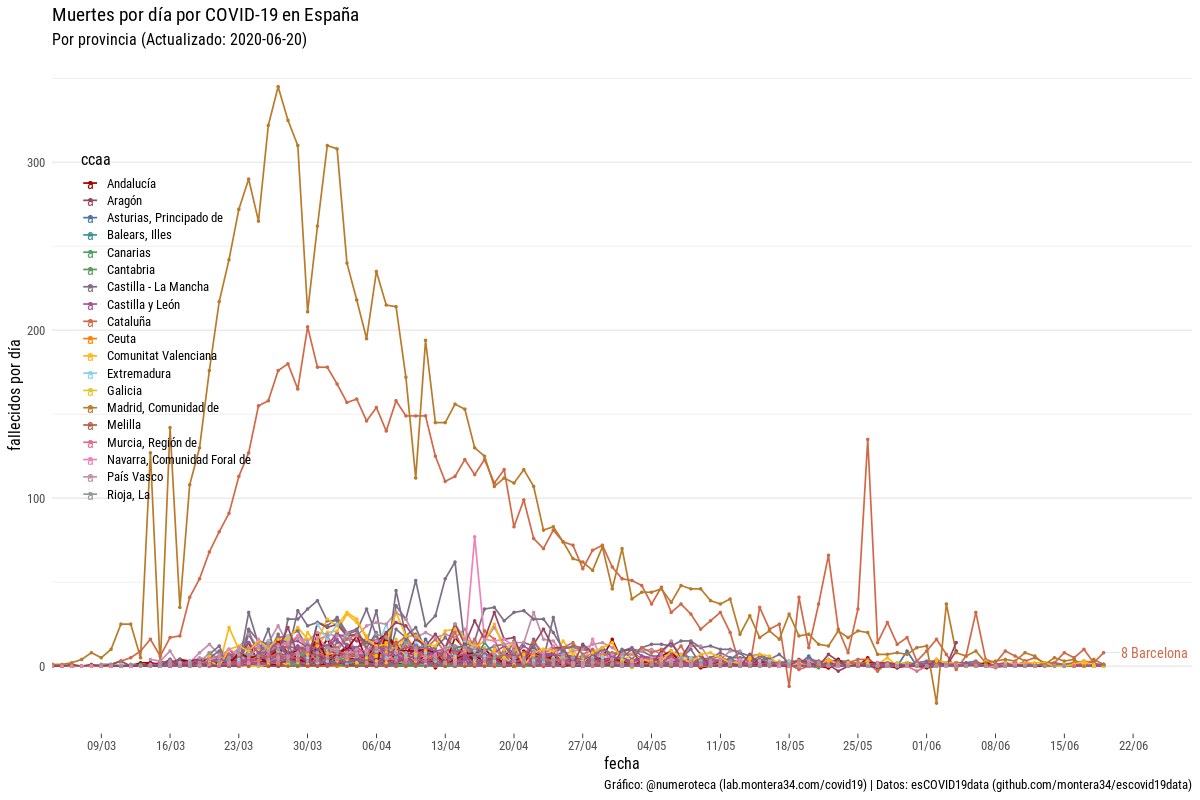 Muertes por día por COVID-19 en España
Por provincia (Actualizado: 2020-06-20)
fallecidos por día
300
200
100
0
ccaa
Andalucía
Aragón
Asturias, Principado de
Balears, Illes
Canarias
Cantabria
Castilla - La Mancha
Castilla y León
Cataluña
Ceuta
Comunitat Valenciana
Extremadura
Galicia
Madrid, Comunidad de
Melilla
Murcia, Región de
Navarra, Comunidad Foral de
País Vasco
Rioja, La
8 Barcelona
09/03 16/03 23/03 30/03 06/04 13/04 20/04 27/04 04/05 11/05 18/05 25/05 01/06 08/06 15/06 22/06
fecha
Gráfico: @numeroteca (lab.montera34.com/covid19) | Datos: esCOVID19data (github.com/montera34/escovid19data)